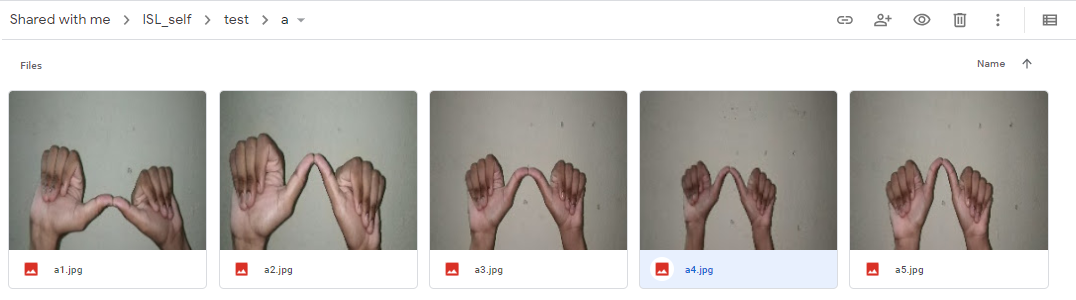 Shared with me > ISL_self > test > a
Files
Name
a1.jpg
a2.jpg
a3.jpg
a4.jpg
a5.jpg